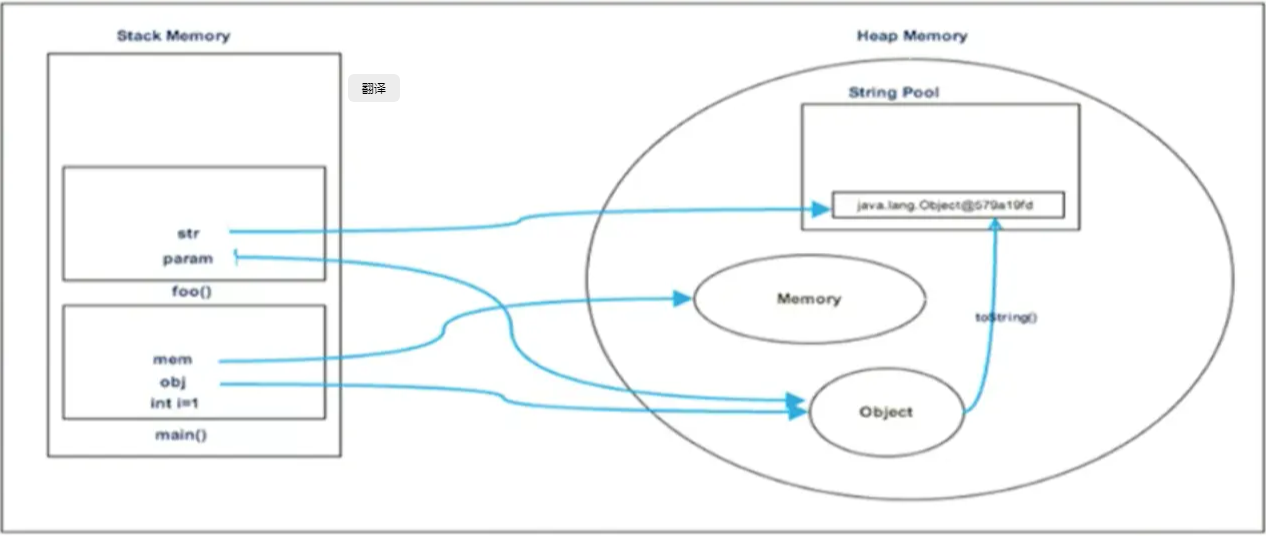 Stack Memory
翻译
str
param
foo()
mem
obj
int i=1
main()
Heap Memory
String Pool
java.lang.Object@579a19fd
Memory
toString()
Object